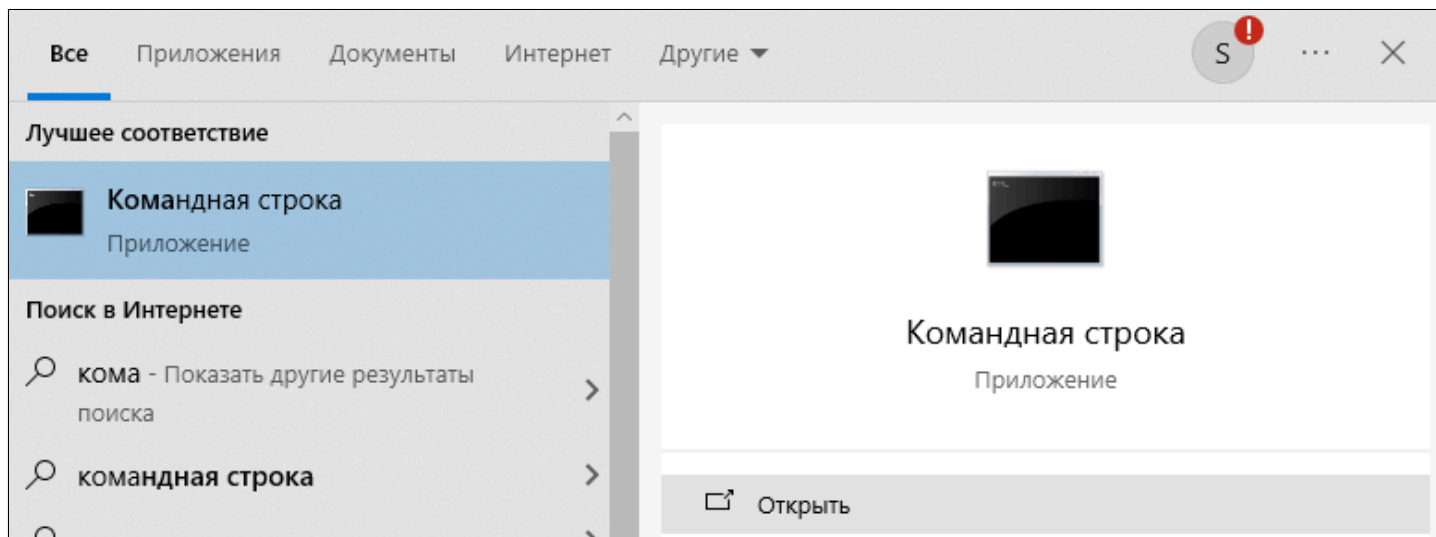 Все Приложения Документы Интернет Другие
S
Лучшее соответствие
Командная строка
Приложение
Поиск в Интернете
кома - Показать другие результаты
поиска
командная строка
Командная строка
Приложение
Открыть